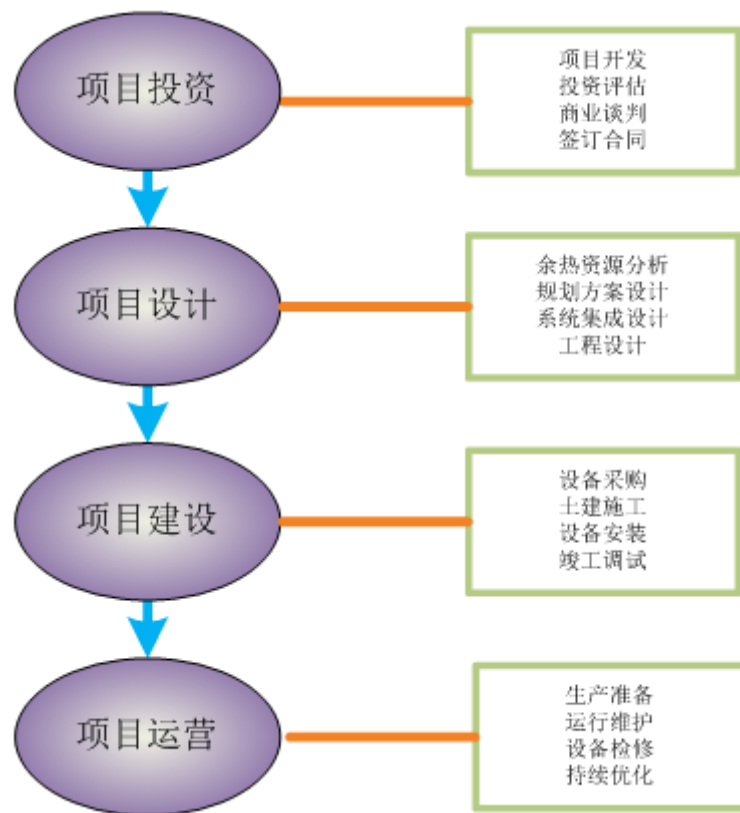 项目投资
项目开发
投资评估
商业谈判
签订合同
项目设计
余热资源分析
规划方案设计
系统集成设计
工程设计
项目建设
设备采购
土建施工
设备安装
竣工调试
项目运营
生产准备
运行维护
设备检修
持续优化